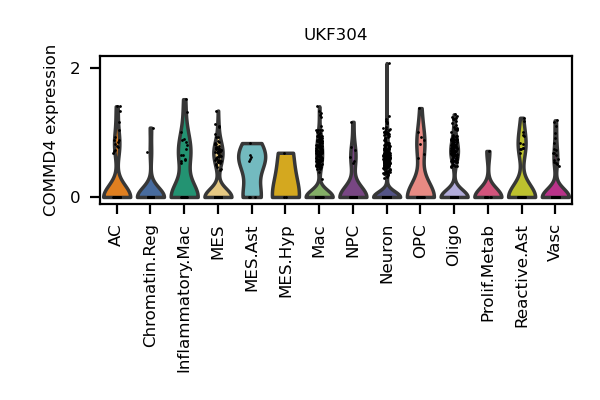 UKF304
COMMD4 expression
2
0
AC
Chromatin.Reg
Inflammatory.Mac
MES
MES.Ast
MES.Hyp
Mac
NPC
Neuron
OPC
Oligo
Prolif.Metab
Reactive.Ast
Vasc